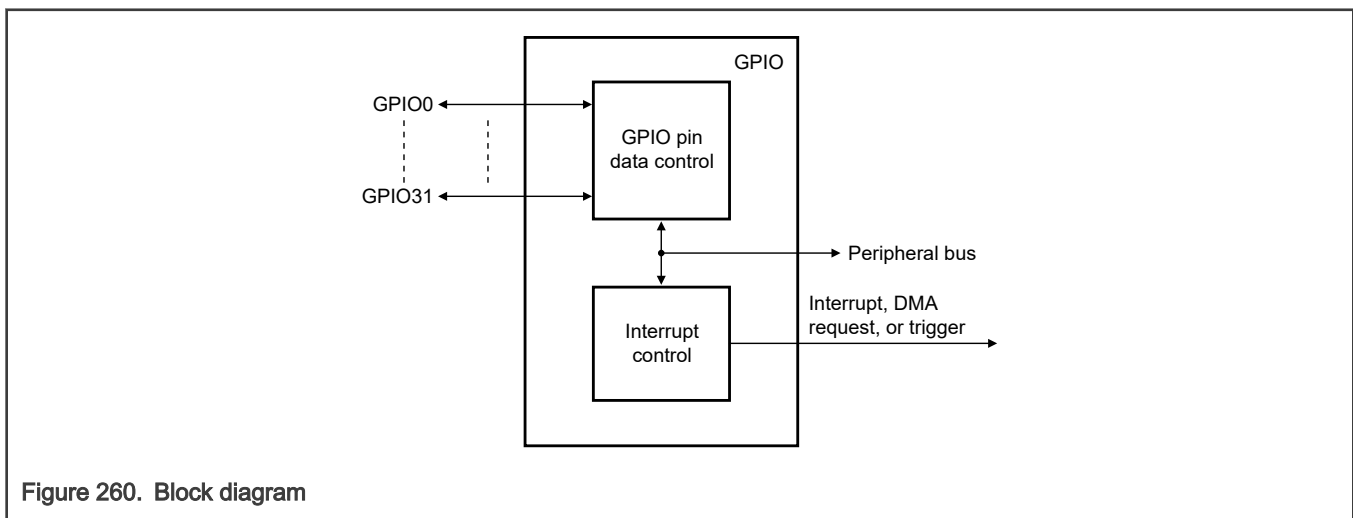 GPIO
GPIO0
GPIO pin
data control
GPIO31
Peripheral bus
Interrupt, DMA
request, or trigger
Interrupt
control
Figure 260. Block diagram